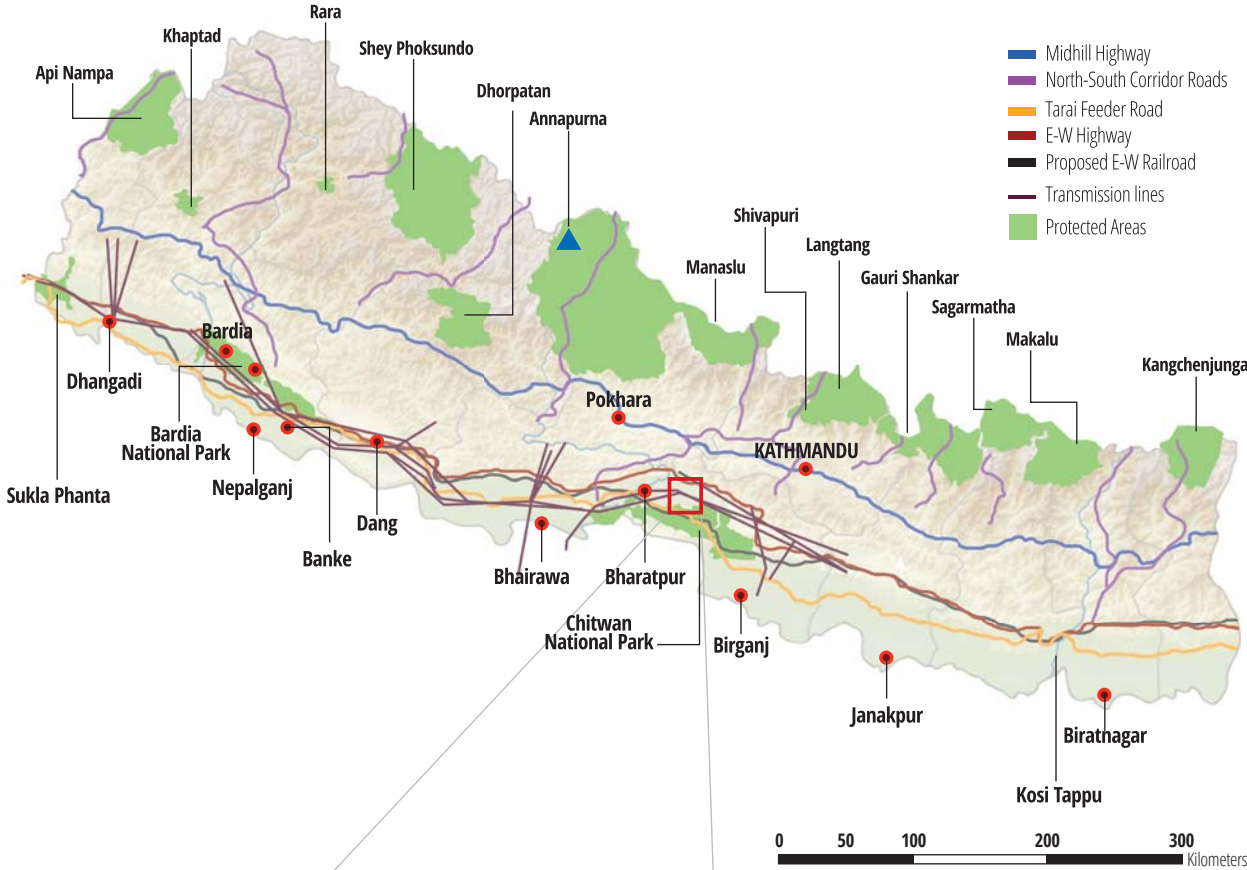 Rara
Khaptad
Shey Phoksundo
Api Nampa
Dhorpatan
Annapurna
Midhill Highway
North-South Corridor Roads
Tarai Feeder Road
E-W Highway
Proposed E-W Railroad
Transmission lines
Protected Areas
Shivapuri
Langtang
Manaslu
Gauri Shankar
Sagarmatha
Makalu
Kangchenjunga
Bardia
Dhangadi
Pokhara
Bardia
National Park
KATHMANDU
Nepalganj
Sukla Phanta
Dang
Banke
Bhairawa
Bharatpur
Chitwan
National Park
Birganj
Janakpur
Biratnagar
Kosi Tappu
0 50 100 200 300
Kilometers